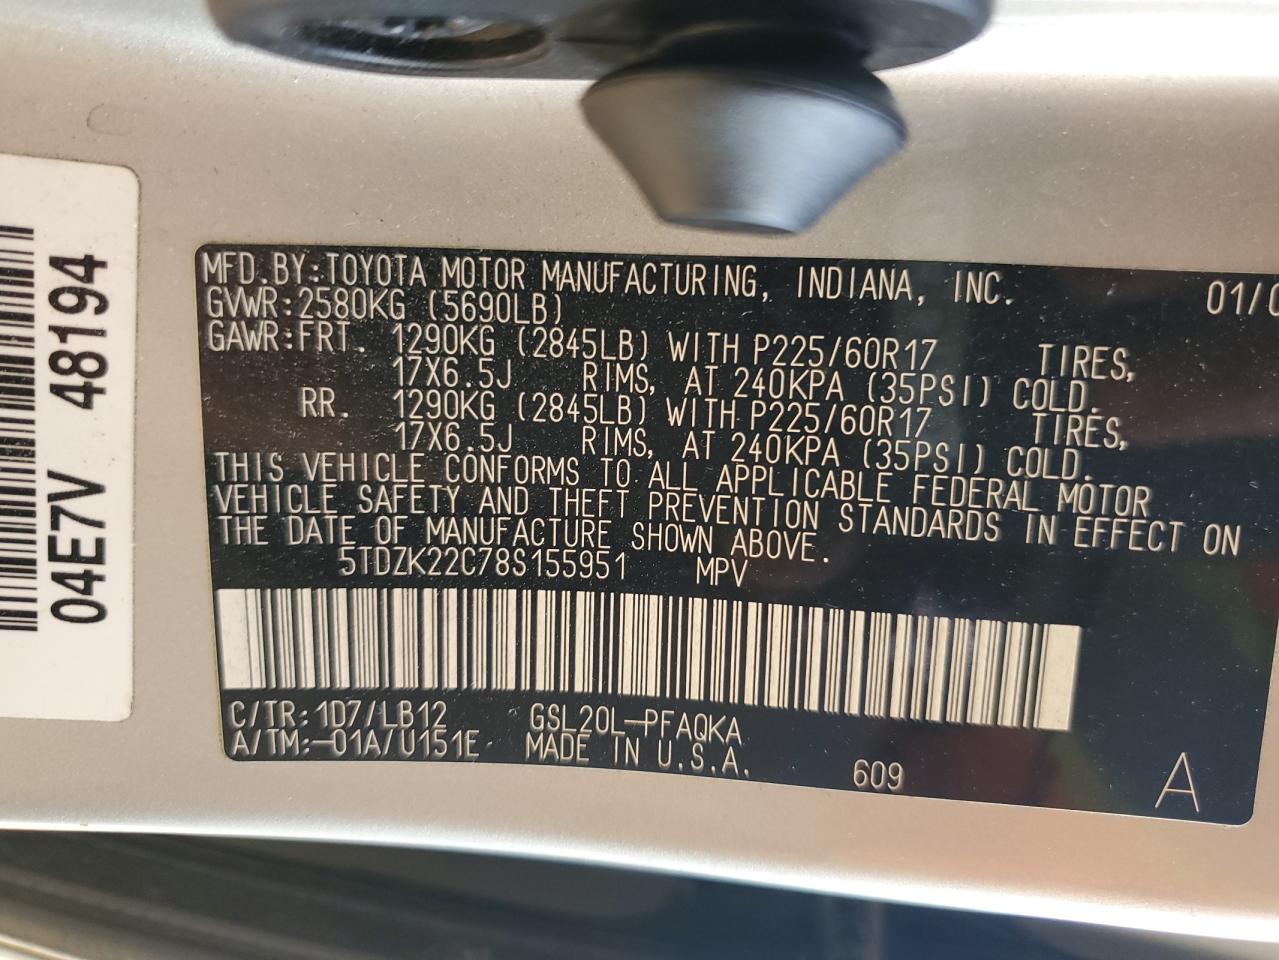 MFD.BY:TOYOTA MOTOR MANUFACTURING, INDIANA, INC. 01/0
GVWR:2580KG (5690LB)
GAWR:FRT. 1290KG (2845LB) WITH P225/60R17 TIRES,
17X6.5J RIMS, AT 240KPA (35PSI) COLD.
RR. 1290KG (2845LB) WITH P225/60R17 TIRES,
17X6.5J RIMS, AT 240KPA (35PSI) COLD.
THIS VEHICLE CONFORMS TO ALL APPLICABLE FEDERAL MOTOR
VEHICLE SAFETY AND THEFT PREVENTION STANDARDS IN EFFECT ON
THE DATE OF MANUFACTURE SHOWN ABOVE.
5TDZK22C78S155951 MPV
C/TR:1D7/LB12 GSL20L-PFAQKA
A/TM:-01A/U151E MADE IN U.S.A. 609 A
04E7V 48194